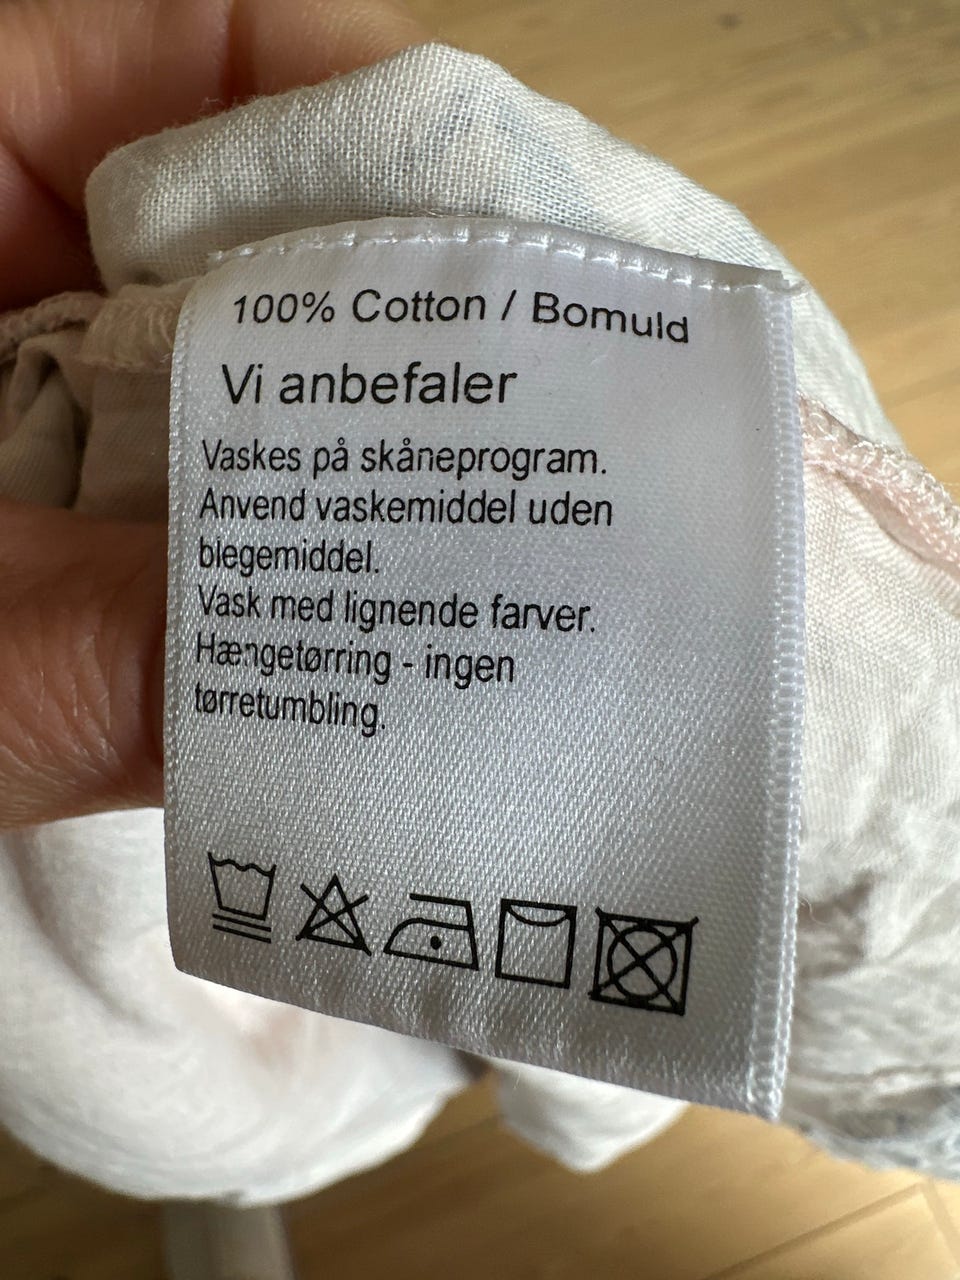 100% Cotton / Bomuld
Vi anbefaler
Vaskes på skåneprogram.
Anvend vaskemiddel uden
blegemiddel.
Vask med lignende farver.
Hængetørring - ingen
tørretumbling.